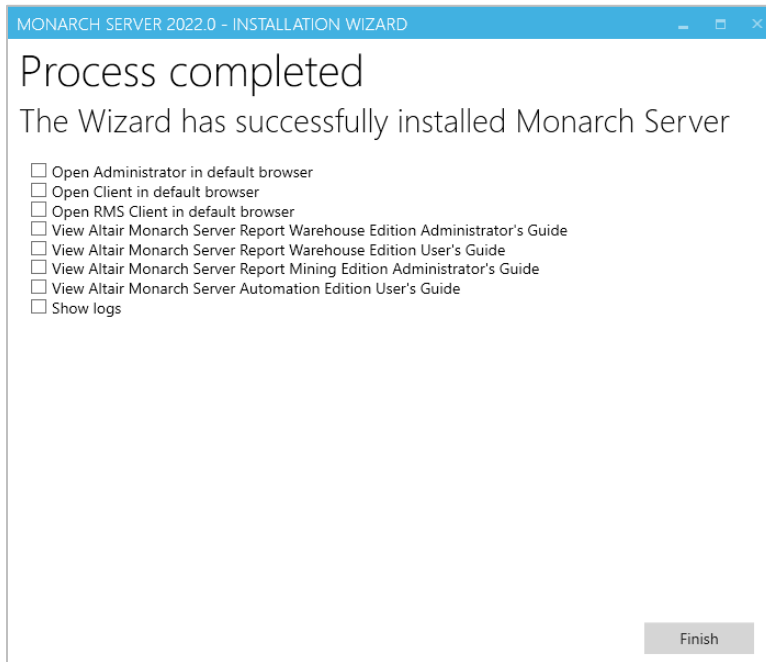 MONARCH SERVER 2022.0 - INSTALLATION WIZARD
Process completed
The Wizard has successfully installed Monarch Server
Open Administrator in default browser
Open Client in default browser
Open RMS Client in default browser
View Altair Monarch Server Report Warehouse Edition Administrator's Guide
View Altair Monarch Server Report Warehouse Edition User's Guide
View Altair Monarch Server Report Mining Edition Administrator's Guide
View Altair Monarch Server Automation Edition User's Guide
Show logs
Finish